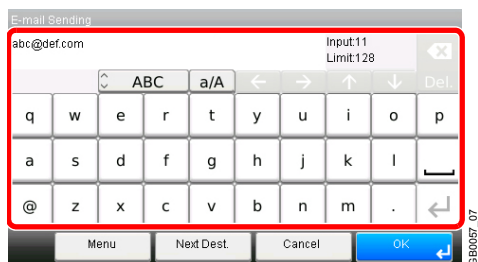 E-mail Sending
abc@def.com
Input:11
Limit:128
ABC a/A Del.
q w e r t y u i o p
a s d f g h j k l
@ z x c v b n m .
Menu Next Dest. Cancel OK
GB0057_07